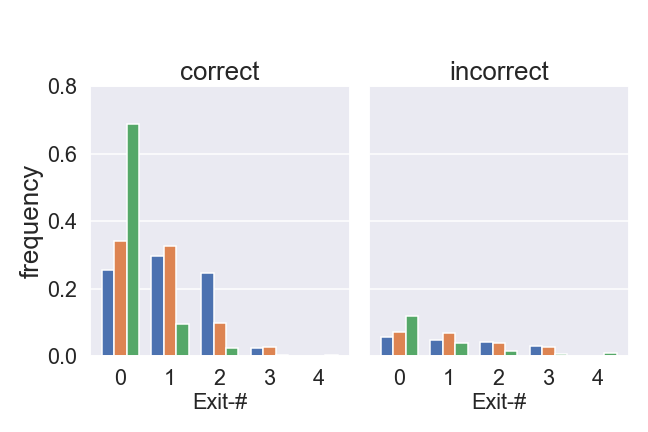 correct
incorrect
frequency
0.8
0.6
0.4
0.2
0.0
0 1 2 3 4
0 1 2 3 4
Exit-#
Exit-#